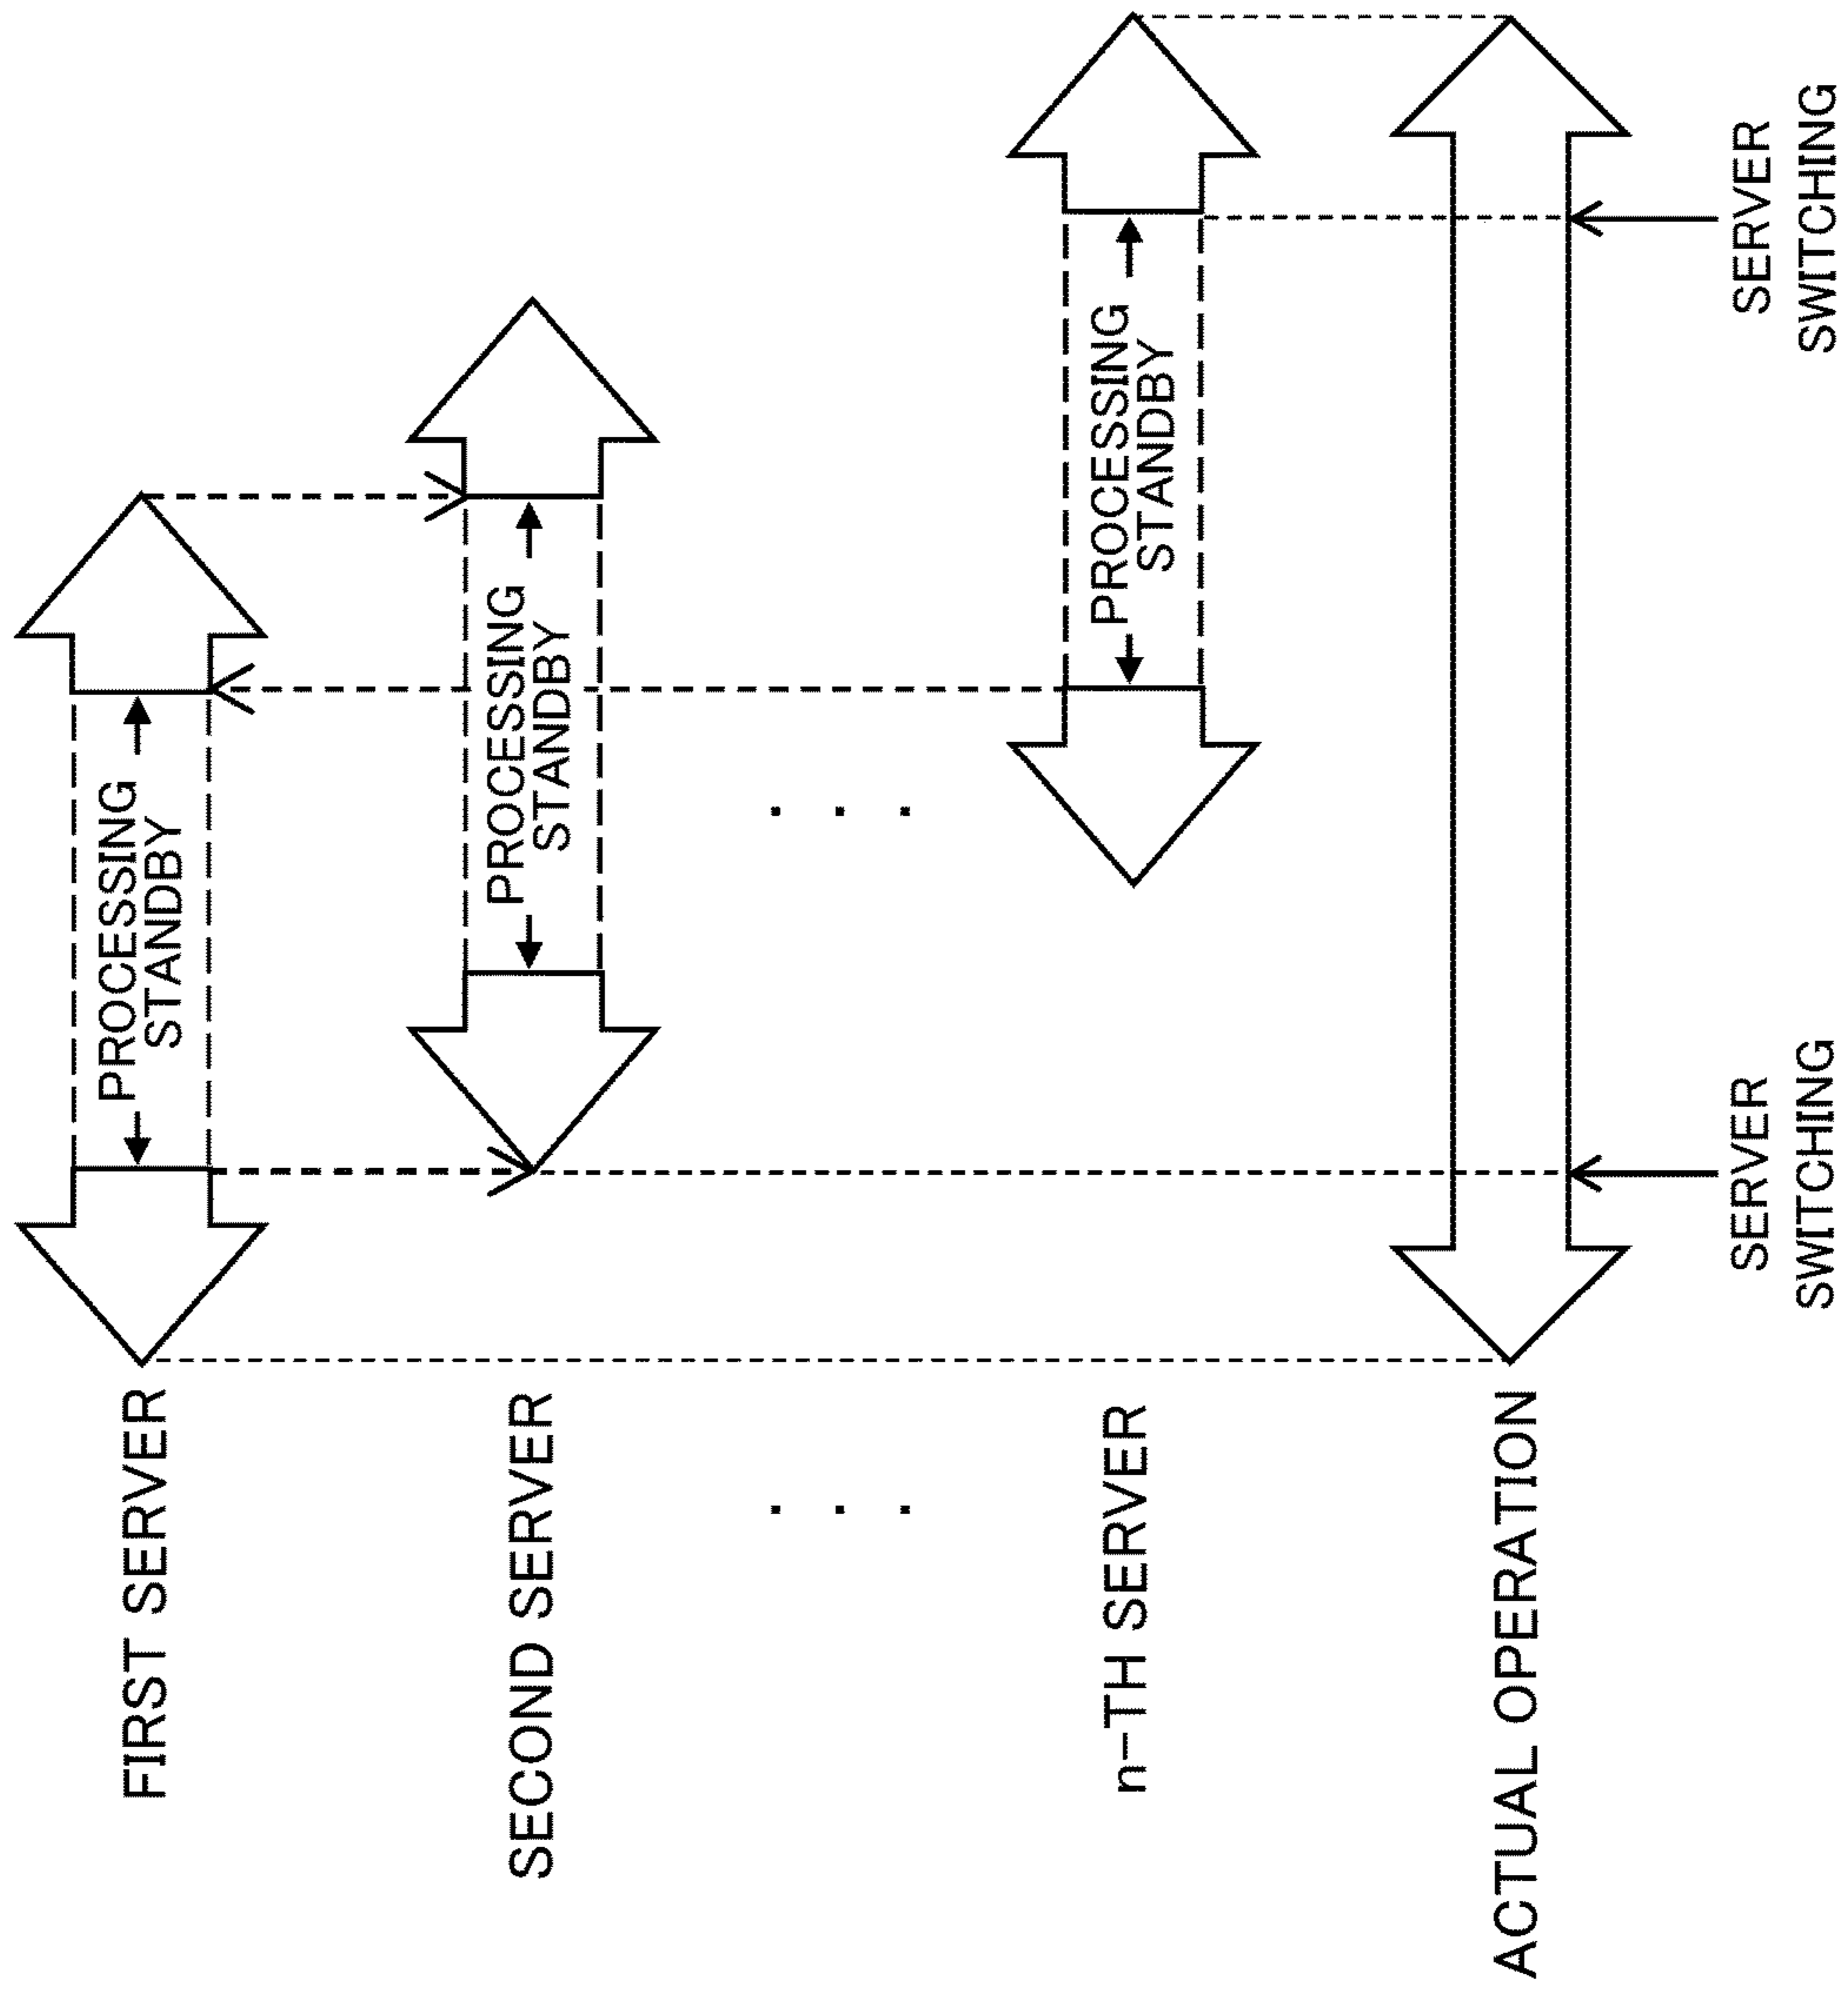 FIRST SERVER
PROCESSING
STANDBY
SECOND SERVER
PROCESSING
STANDBY
. . .
. . .
n-TH SERVER
PROCESSING
STANDBY
ACTUAL OPERATION
SERVER
SWITCHING
SERVER
SWITCHING